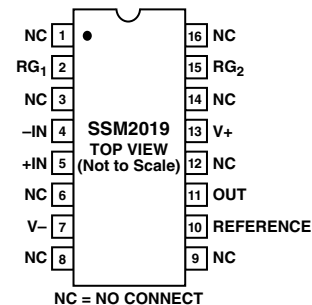 NC 1 16 NC
RG1 2 15 RG2
NC 3 14 NC
–IN 4 SSM2019 13 V+
TOP VIEW
+IN 5 (Not to Scale) 12 NC
NC 6 11 OUT
V– 7 10 REFERENCE
NC 8 9 NC
NC = NO CONNECT